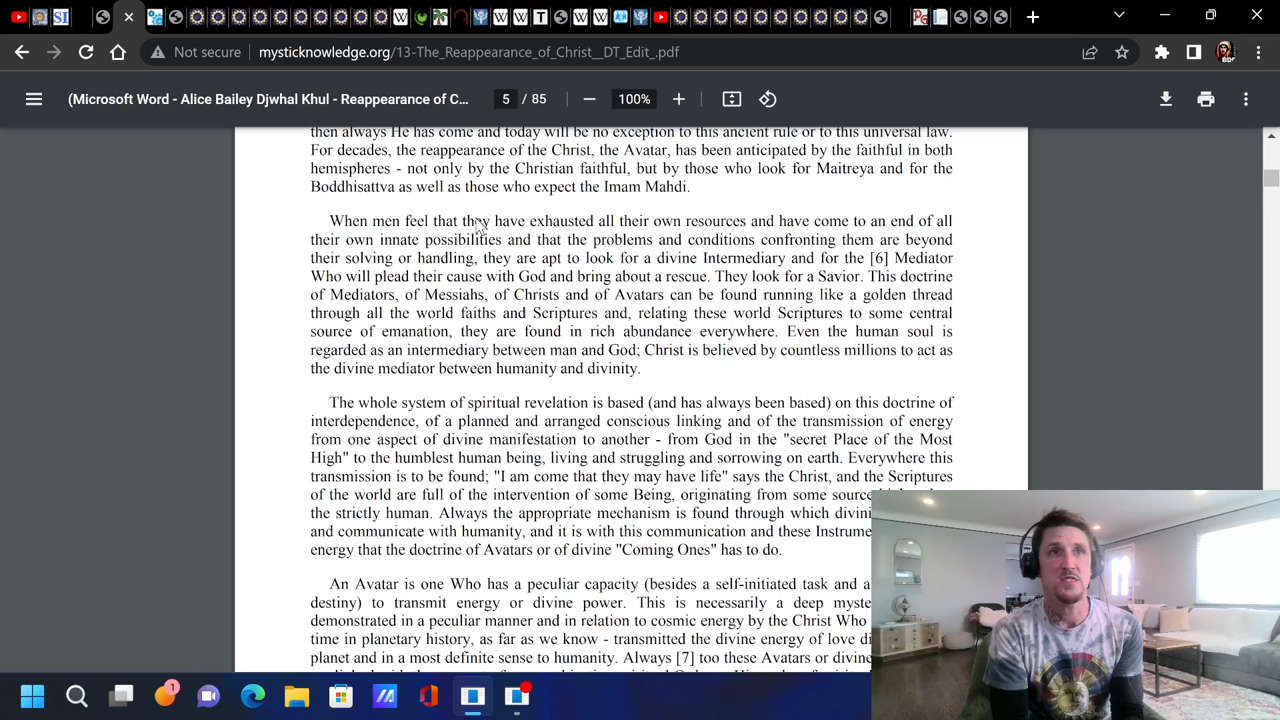 Not secure mysticknowledge.org/13-The_Reappearance_of_Christ__DT_Edit_.pdf
(Microsoft Word - Alice Bailey Djwhal Khul - Reappearance of C... 5 / 85 100%
then always He has come and today will be no exception to this ancient rule or to this universal law.
For decades, the reappearance of the Christ, the Avatar, has been anticipated by the faithful in both
hemispheres - not only by the Christian faithful, but by those who look for Maitreya and for the
Boddhisattva as well as those who expect the Imam Mahdi.
When men feel that they have exhausted all their own resources and have come to an end of all
their own innate possibilities and that the problems and conditions confronting them are beyond
their solving or handling, they are apt to look for a divine Intermediary and for the [6] Mediator
Who will plead their cause with God and bring about a rescue. They look for a Savior. This doctrine
of Mediators, of Messiahs, of Christs and of Avatars can be found running like a golden thread
through all the world faiths and Scriptures and, relating these world Scriptures to some central
source of emanation, they are found in rich abundance everywhere. Even the human soul is
regarded as an intermediary between man and God; Christ is believed by countless millions to act as
the divine mediator between humanity and divinity.
The whole system of spiritual revelation is based (and has always been based) on this doctrine of
interdependence, of a planned and arranged conscious linking and of the transmission of energy
from one aspect of divine manifestation to another - from God in the "secret Place of the Most
High" to the humblest human being, living and struggling and sorrowing on earth. Everywhere this
transmission is to be found; "I am come that they may have life" says the Christ, and the Scriptures
of the world are full of the intervention of some Being, originating from some source
the strictly human. Always the appropriate mechanism is found through which
and communicate with humanity, and it is with this communication and these
energy that the doctrine of Avatars or of divine "Coming Ones" has to do.
An Avatar is one Who has a peculiar capacity (besides a self-initiated task and a
destiny) to transmit energy or divine power. This is necessarily a deep
demonstrated in a peculiar manner and in relation to cosmic energy by the Christ Who
time in planetary history, as far as we know - transmitted the divine energy of love
planet and in a most definite sense to humanity. Always [7] too these Avatars or divine